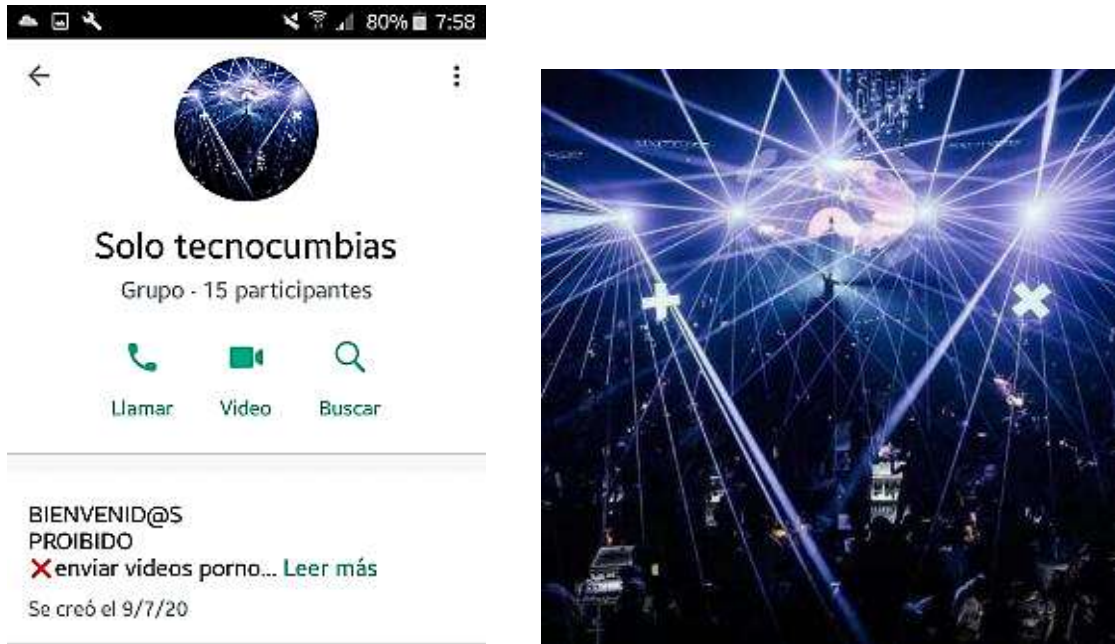 80% 7:58
Solo tecnocumbias
Grupo - 15 participantes
Llamar Video Buscar
BIENVENID@S
PROIBIDO
❌enviar videos porno... Leer más
Se creó el 9/7/20